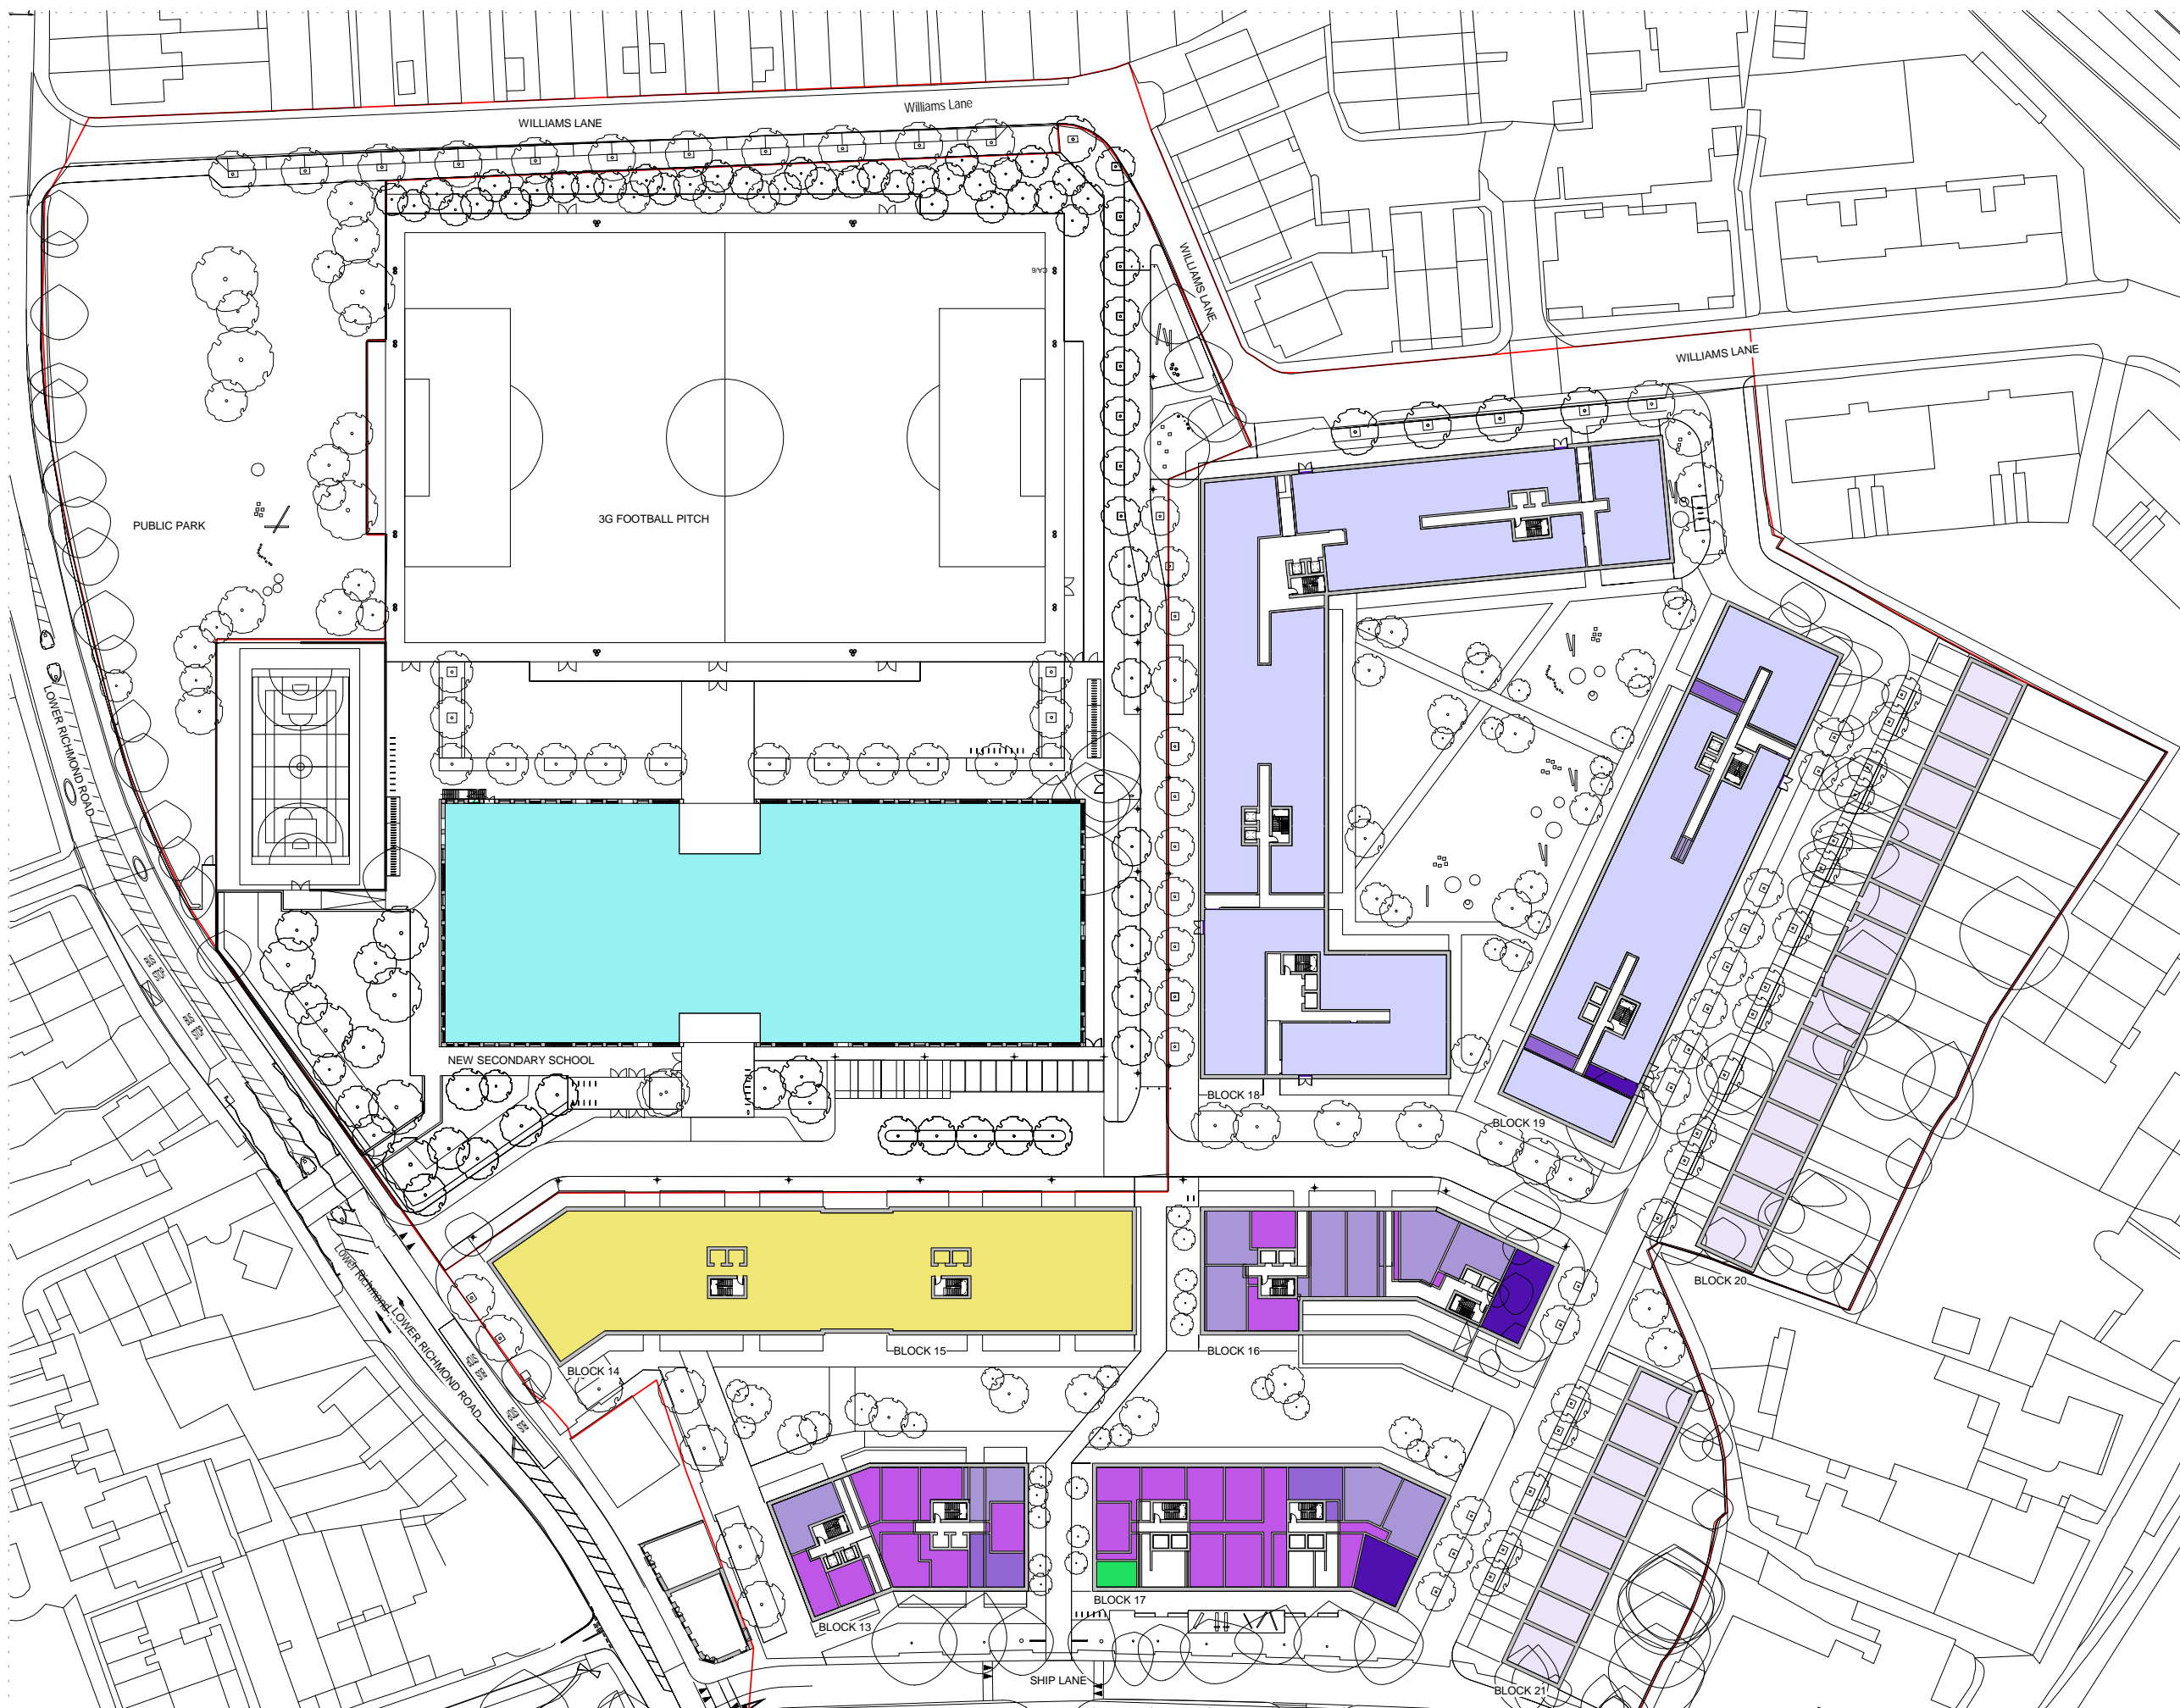 Williams Lane
WILLIAMS LANE
WILLIAMS LANE
WILLIAMS LANE
PUBLIC PARK
3G FOOTBALL PITCH
LOWER RICHMOND ROAD
NEW SECONDARY SCHOOL
BLOCK 18
BLOCK 19
BLOCK 20
Lower Richmond
LOWER RICHMOND ROAD
BLOCK 14
BLOCK 15
BLOCK 16
BLOCK 13
BLOCK 17
SHIP LANE
BLOCK 21